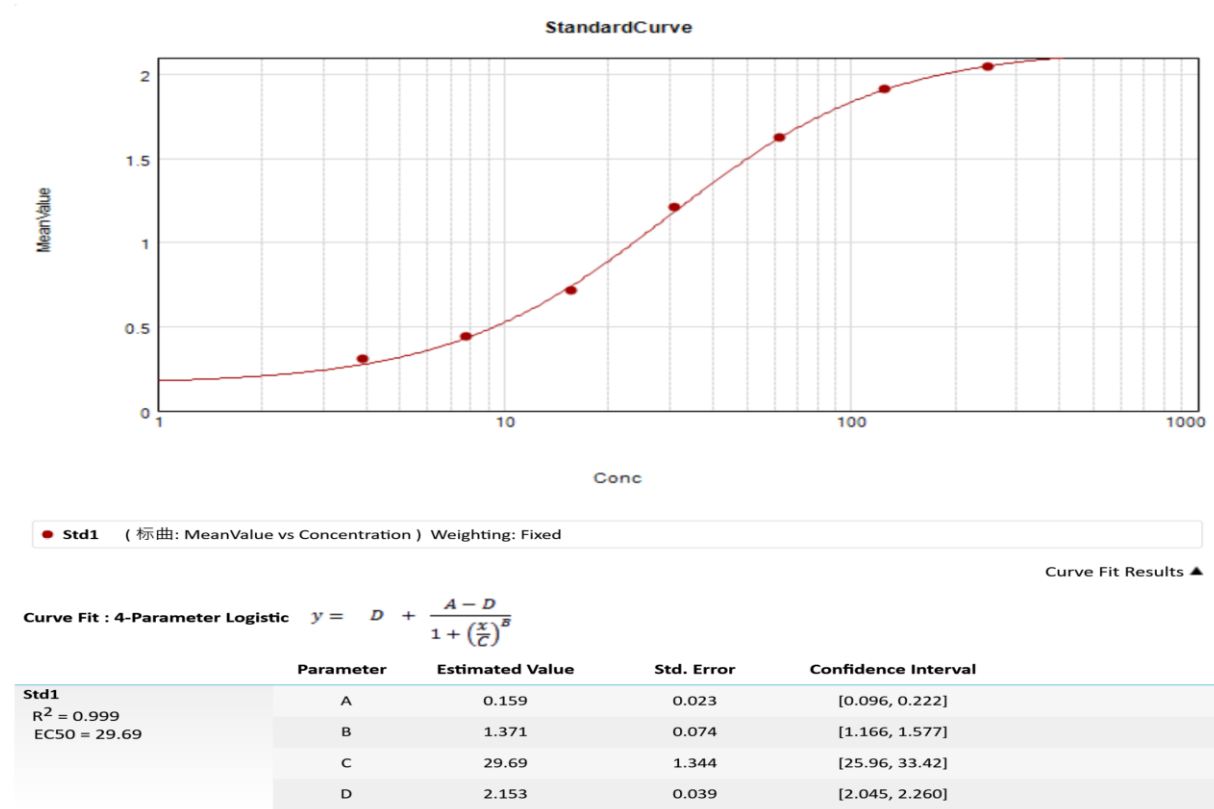 StandardCurve
MeanValue
2
1.5
1
0.5
0
1 10 100 1000
Conc
Std1 ( 标曲: MeanValue vs Concentration ) Weighting: Fixed
Curve Fit Results ▲
Curve Fit : 4-Parameter Logistic y = D + (A − D) / (1 + (x/C)^B)
Parameter Estimated Value Std. Error Confidence Interval
Std1
R² = 0.999
EC50 = 29.69
A 0.159 0.023 [0.096, 0.222]
B 1.371 0.074 [1.166, 1.577]
C 29.69 1.344 [25.96, 33.42]
D 2.153 0.039 [2.045, 2.260]